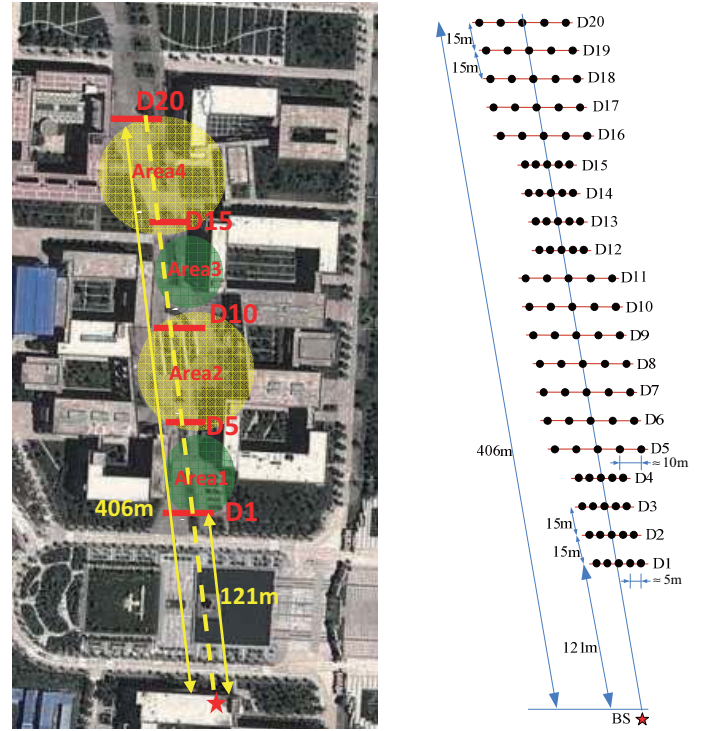 D20
Area4
D15
Area3
D10
Area2
D5
Area1
406m
D1
121m
D20
15m
D19
15m
D18
D17
D16
D15
D14
D13
D12
D11
D10
D9
D8
D7
D6
406m
D5
≈10m
D4
D3
15m
D2
15m
D1
≈5m
121m
BS